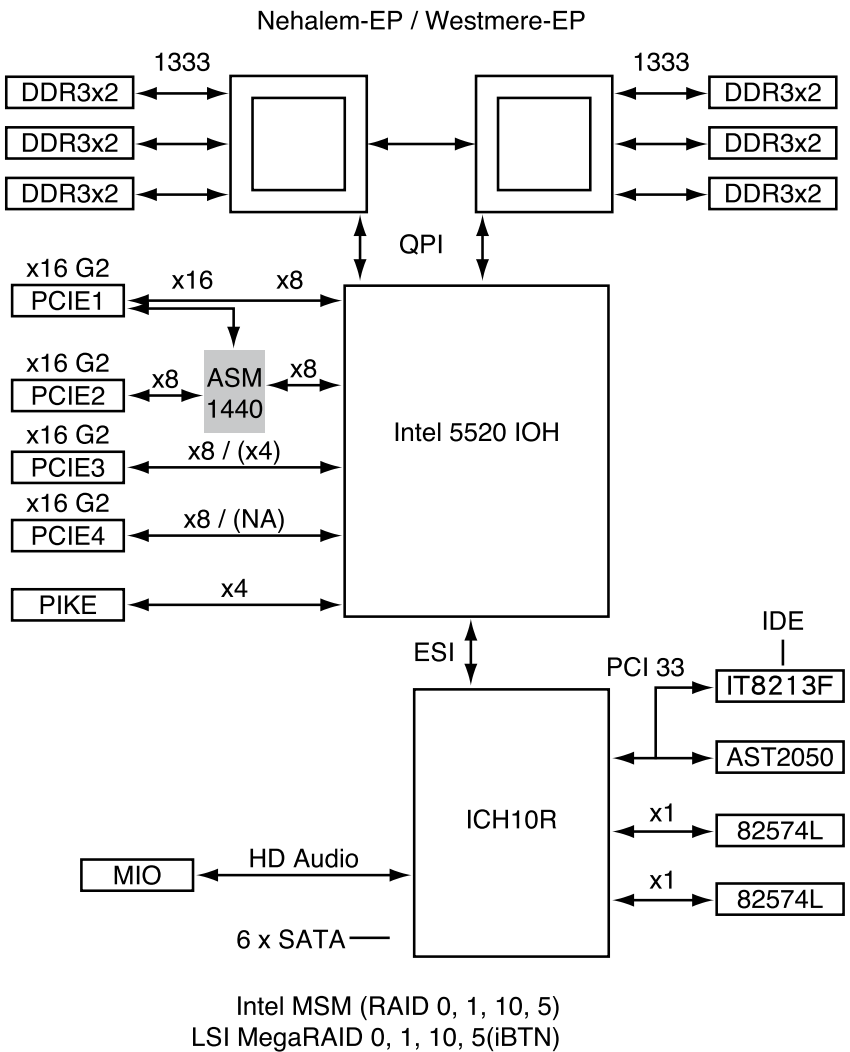 Nehalem-EP / Westmere-EP
1333
1333
DDR3x2
DDR3x2
DDR3x2
DDR3x2
DDR3x2
DDR3x2
QPI
x16 G2
x16
x8
PCIE1
x16 G2
x8
ASM
x8
PCIE2
1440
x16 G2
Intel 5520 IOH
x8 / (x4)
PCIE3
x16 G2
x8 / (NA)
PCIE4
x4
PIKE
IDE
ESI
PCI 33
IT8213F
AST2050
x1
ICH10R
82574L
HD Audio
MIO
x1
82574L
6 x SATA
Intel MSM (RAID 0, 1, 10, 5)
LSI MegaRAID 0, 1, 10, 5(iBTN)